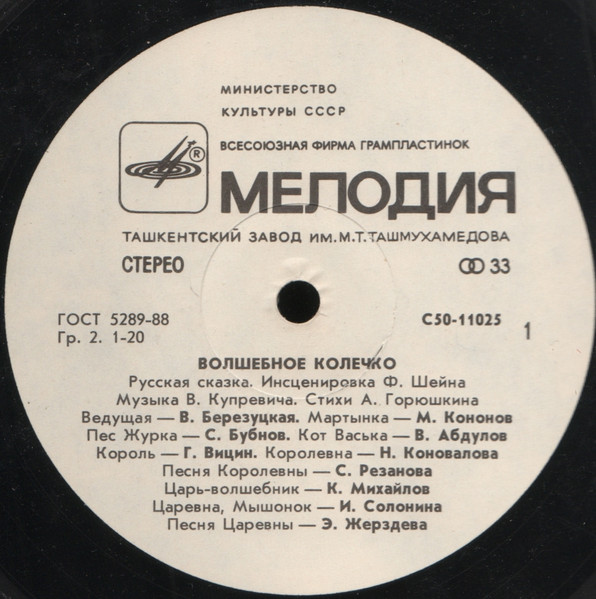 МИНИСТЕРСТВО
КУЛЬТУРЫ СССР
ВСЕСОЮЗНАЯ ФИРМА ГРАМПЛАСТИНОК
®
МЕЛОДИЯ
ТАШКЕНТСКИЙ ЗАВОД ИМ. М.Т. ТАШМУХАМЕДОВА
СТЕРЕО
33
ГОСТ 5289-88
С50-11025
Гр. 2. 1-20
1
ВОЛШЕБНОЕ КОЛЕЧКО
Русская сказка. Инсценировка Ф. Шейна
Музыка В. Купревича. Стихи А. Горюшкина
Ведущая — В. Березуцкая. Мартынка — М. Кононов
Пес Журка — С. Бубнов. Кот Васька — В. Абдулов
Король — Г. Вицин. Королевна — Н. Коновалова
Песня Королевны — С. Резанова
Царь-волшебник — К. Михайлов
Царевна, Мышонок — И. Солонина
Песня Царевны — Э. Жерздева